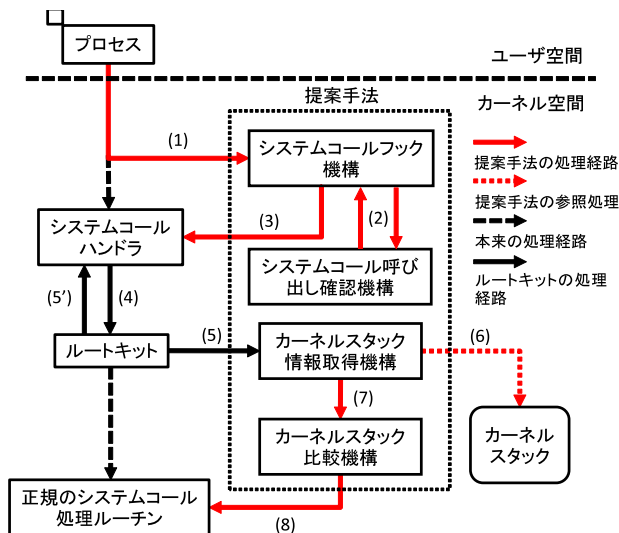 プロセス
ユーザ空間
提案手法
カーネル空間
(1)
システムコールフック
機構
提案手法の処理経路
提案手法の参照処理
本来の処理経路
ルートキットの処理
経路
(3)
(2)
システムコール
ハンドラ
システムコール呼び
出し確認機構
(5')
(4)
ルートキット
(5)
カーネルスタック
情報取得機構
(6)
(7)
カーネルスタック
比較機構
カーネル
スタック
正規のシステムコール
処理ルーチン
(8)